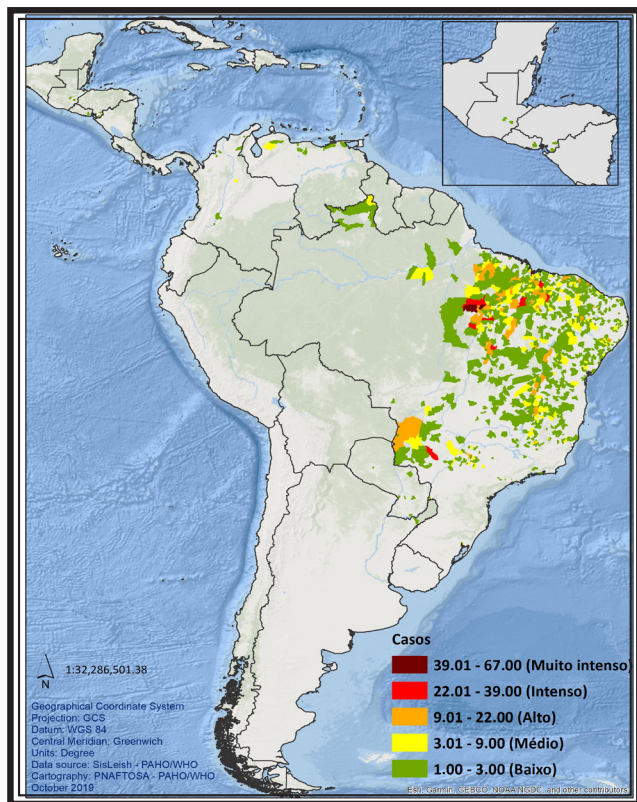 Casos
39.01 - 67.00 (Muito intenso)
22.01 - 39.00 (Intenso)
9.01 - 22.00 (Alto)
3.01 - 9.00 (Médio)
1.00 - 3.00 (Baixo)
1:32,286,501.38
N
Geographical Coordinate System
Projection: GCS
Datum: WGS 84
Central Meridian: Greenwich
Units: Degree
Data source: SisLeish - PAHO/WHO
Cartography: PNAFTOSA - PAHO/WHO
October 2019
Esri, Garmin, GEBCO, NOAA NGDC, and other contributors